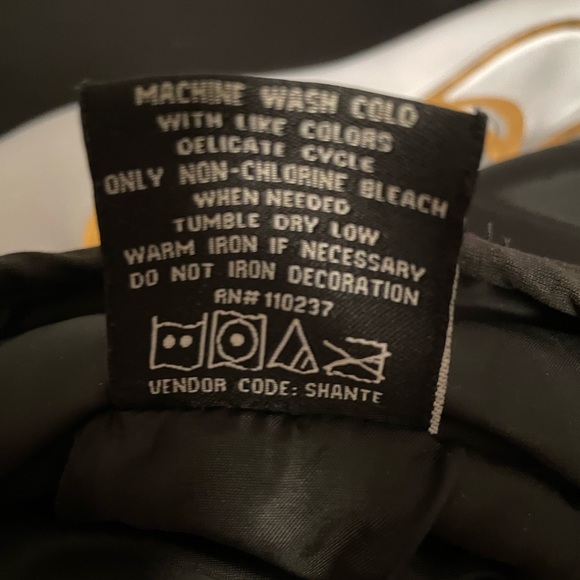 MACHINE WASH COLD
WITH LIKE COLORS
DELICATE CYCLE
ONLY NON-CHLORINE BLEACH
WHEN NEEDED
TUMBLE DRY LOW
WARM IRON IF NECESSARY
DO NOT IRON DECORATION
RN# 110237
VENDOR CODE: SHANTE